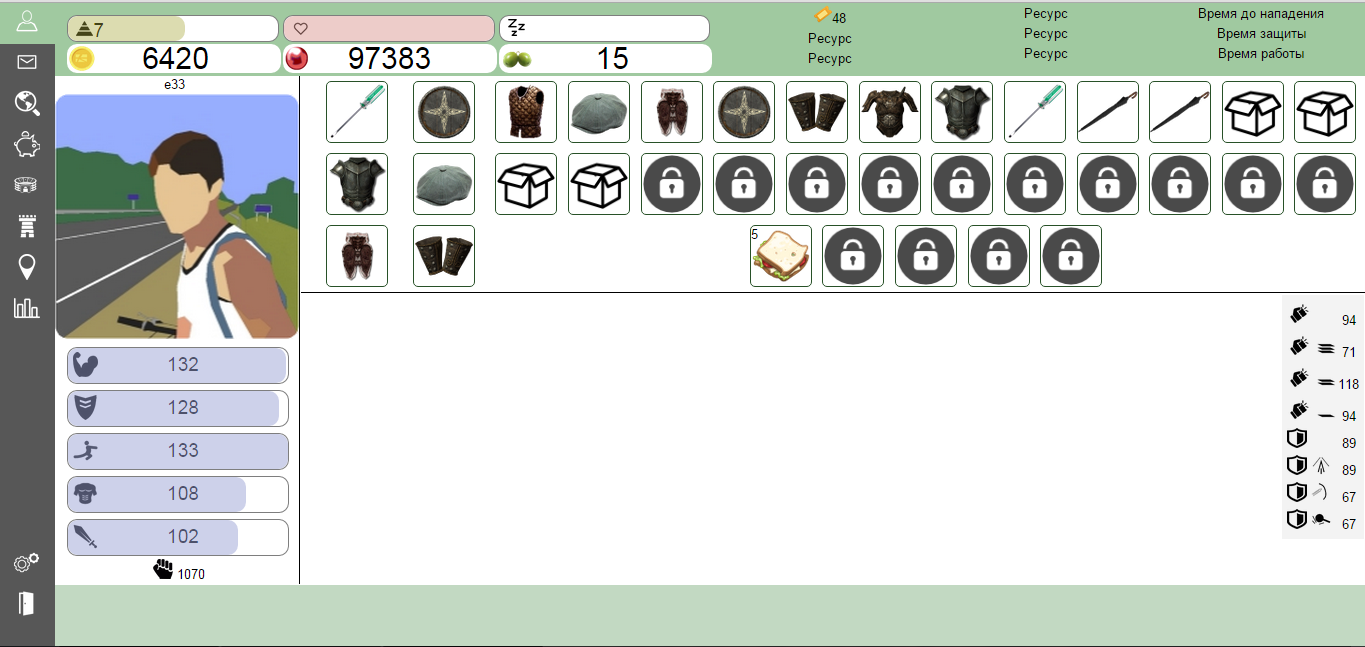 7
Zzz
48
Ресурс
Ресурс
Ресурс
Ресурс
Ресурс
Время до нападения
Время защиты
Время работы
6420
97383
15
e33
5
132
128
133
108
102
1070
94
71
118
94
89
89
67
67